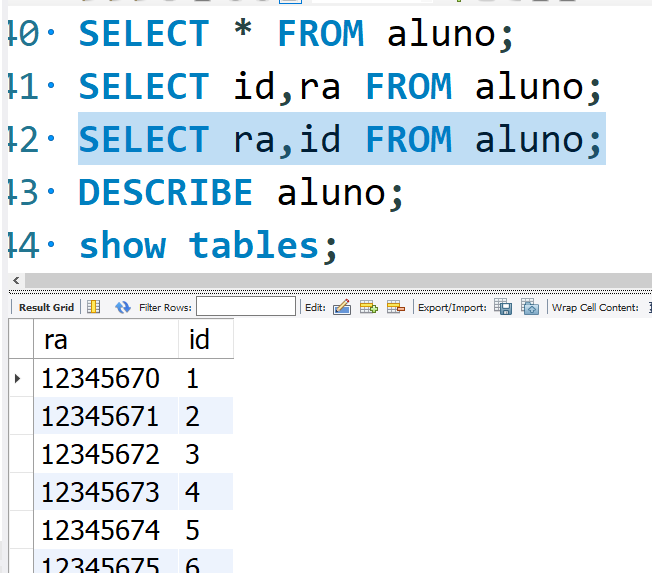 40 SELECT * FROM aluno;
41 SELECT id,ra FROM aluno;
42 SELECT ra,id FROM aluno;
43 DESCRIBE aluno;
44 show tables;
Result Grid Filter Rows: Edit: Export/Import: Wrap Cell Content:
ra id
12345670 1
12345671 2
12345672 3
12345673 4
12345674 5
12345675 6